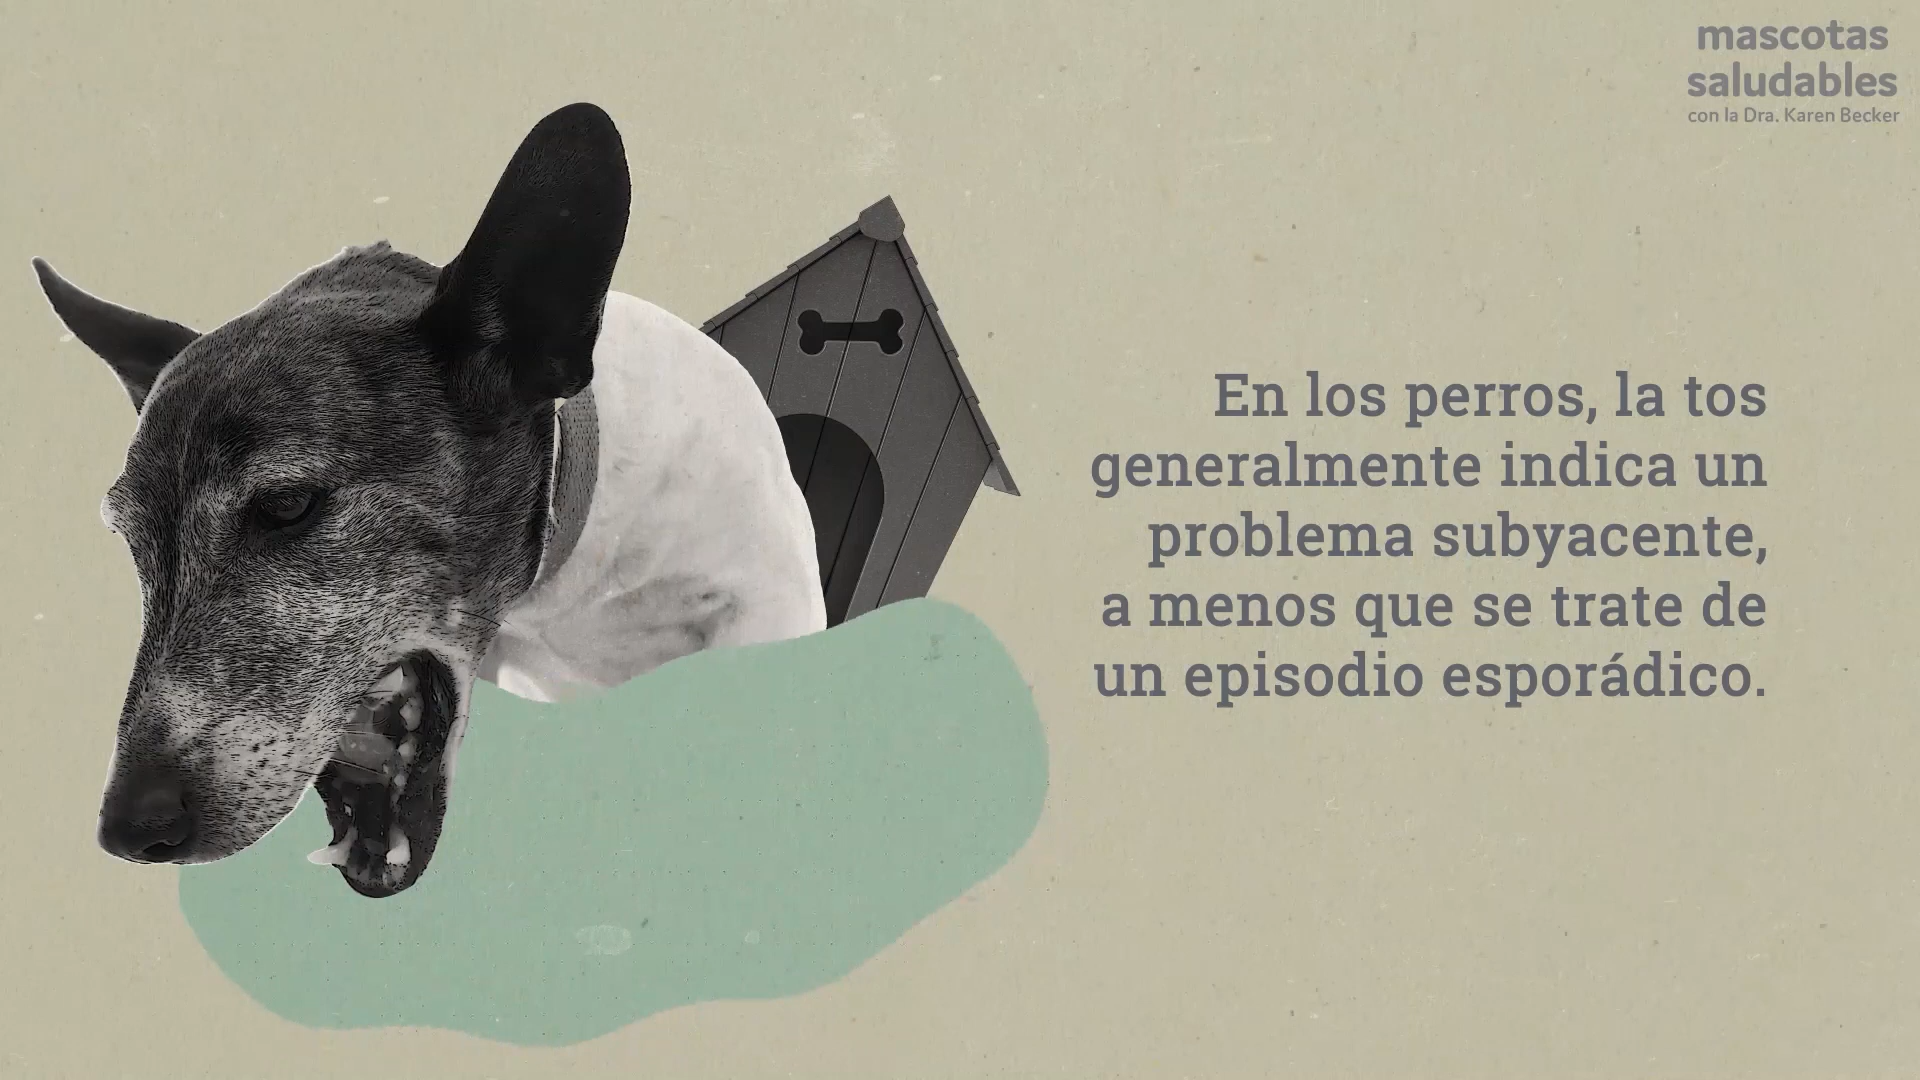 mascotas
saludables
con la Dra. Karen Becker
En los perros, la tos
generalmente indica un
problema subyacente,
a menos que se trate de
un episodio esporádico.